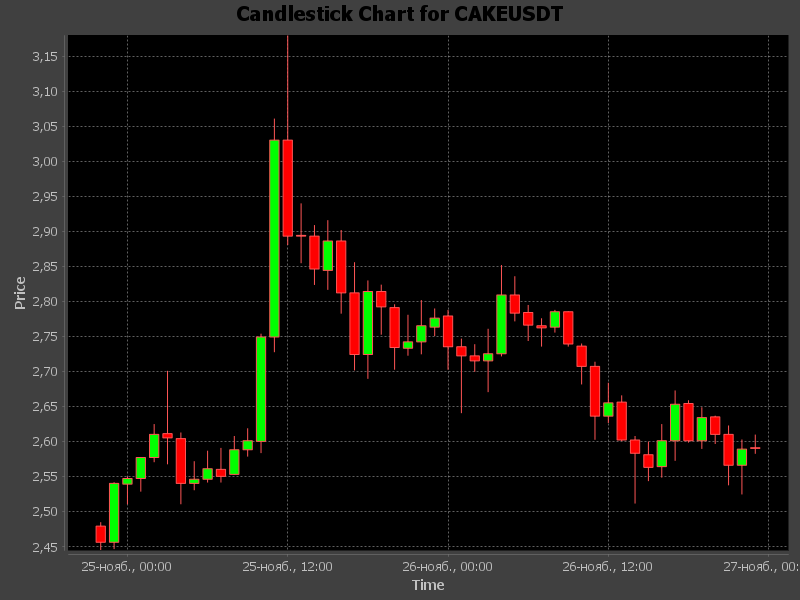 Candlestick Chart for CAKEUSDT
3,15
3,10
3,05
3,00
2,95
2,90
2,85
2,80
2,75
2,70
2,65
2,60
2,55
2,50
2,45
Price
25-нояб., 00:00
25-нояб., 12:00
26-нояб., 00:00
26-нояб., 12:00
27-нояб., 00:
Time